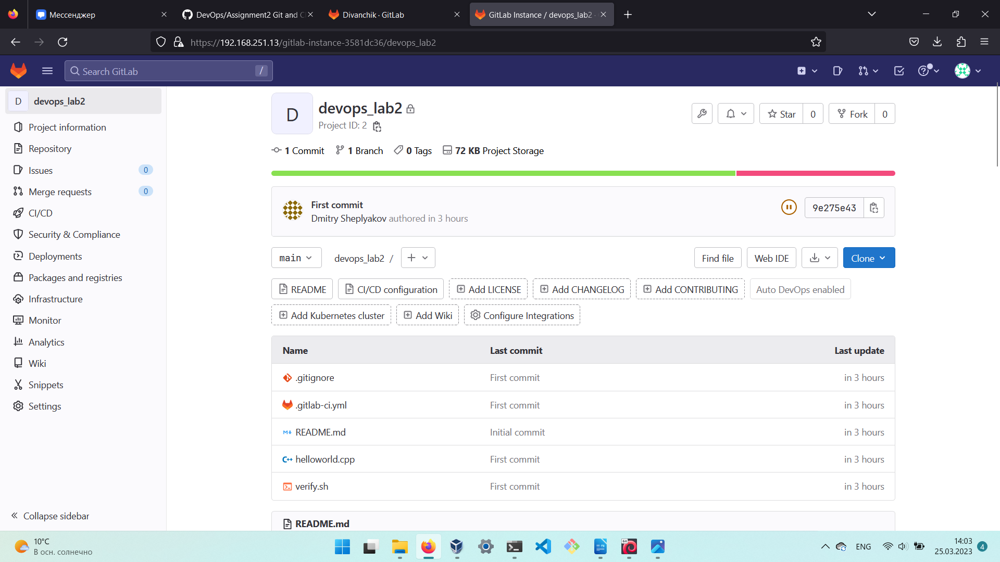 Мессенджер
DevOps/Assignment2 Git and C
Divanchik · GitLab
GitLab Instance / devops_lab2 ·
https://192.168.251.13/gitlab-instance-3581dc36/devops_lab2
Search GitLab
/
D devops_lab2
Project information
Repository
Issues 0
Merge requests 0
CI/CD
Security & Compliance
Deployments
Packages and registries
Infrastructure
Monitor
Analytics
Wiki
Snippets
Settings
Collapse sidebar
D
devops_lab2
Project ID: 2
Star 0
Fork 0
1 Commit 1 Branch 0 Tags 72 KB Project Storage
First commit
Dmitry Sheplyakov authored in 3 hours
9e275e43
main devops_lab2 / Find file Web IDE Clone
README CI/CD configuration Add LICENSE Add CHANGELOG Add CONTRIBUTING Auto DevOps enabled
Add Kubernetes cluster Add Wiki Configure Integrations
Name Last commit Last update
.gitignore First commit in 3 hours
.gitlab-ci.yml First commit in 3 hours
README.md Initial commit in 3 hours
helloworld.cpp First commit in 3 hours
verify.sh First commit in 3 hours
README.md
10°C
В осн. солнечно
64
ENG
14:03
25.03.2023
4